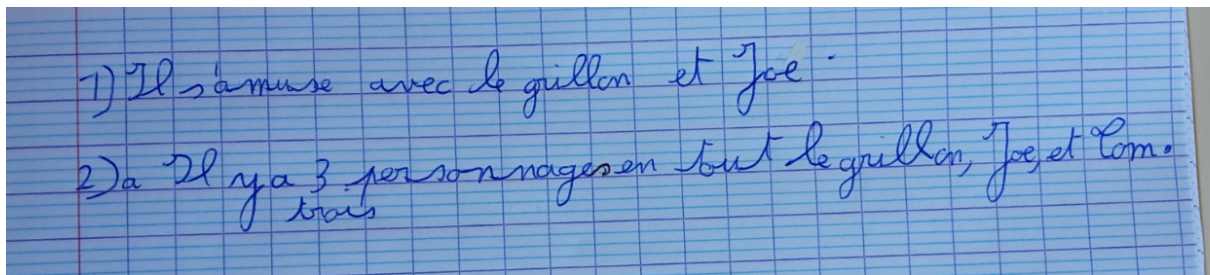 1) Il s'amuse avec le grillon et Joe.
2) a Il y a 3 personnages en tout le grillon, Joe, et Tom.
trois